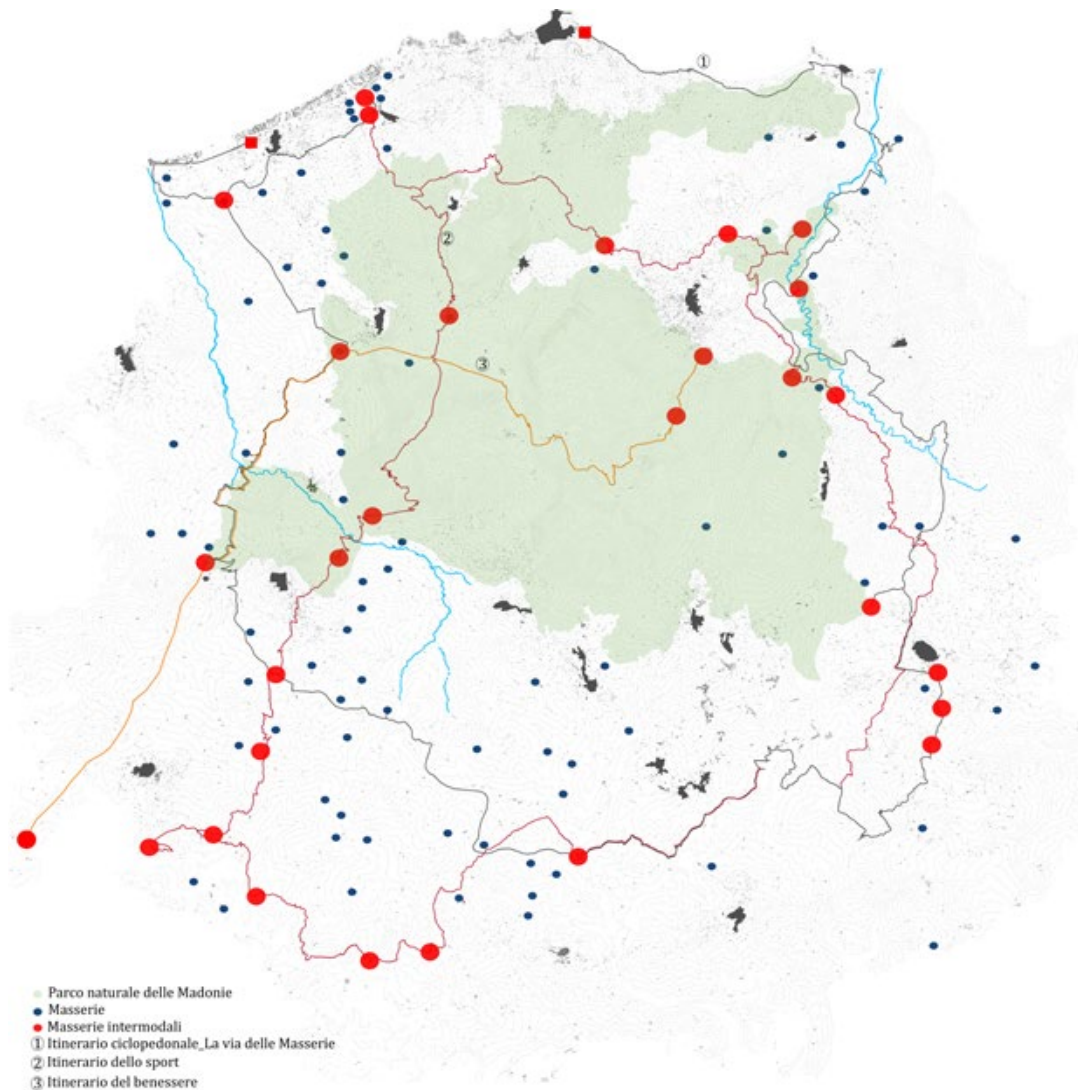 ①
②
③
Parco naturale delle Madonie
Masserie
Masserie intermodali
① Itinerario ciclopedonale_La via delle Masserie
② Itinerario dello sport
③ Itinerario del benessere